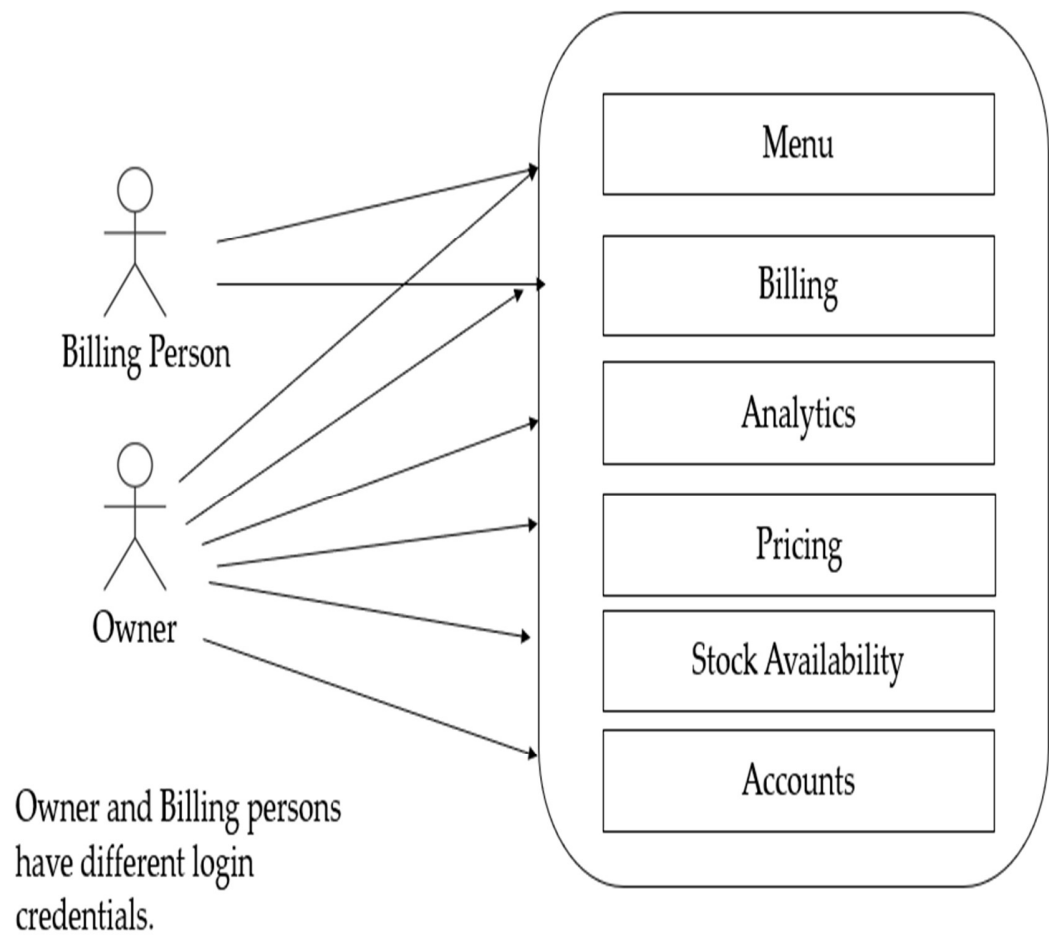 Menu
Billing
Billing Person
Analytics
Pricing
Owner
Stock Availability
Accounts
Owner and Billing persons
have different login
credentials.